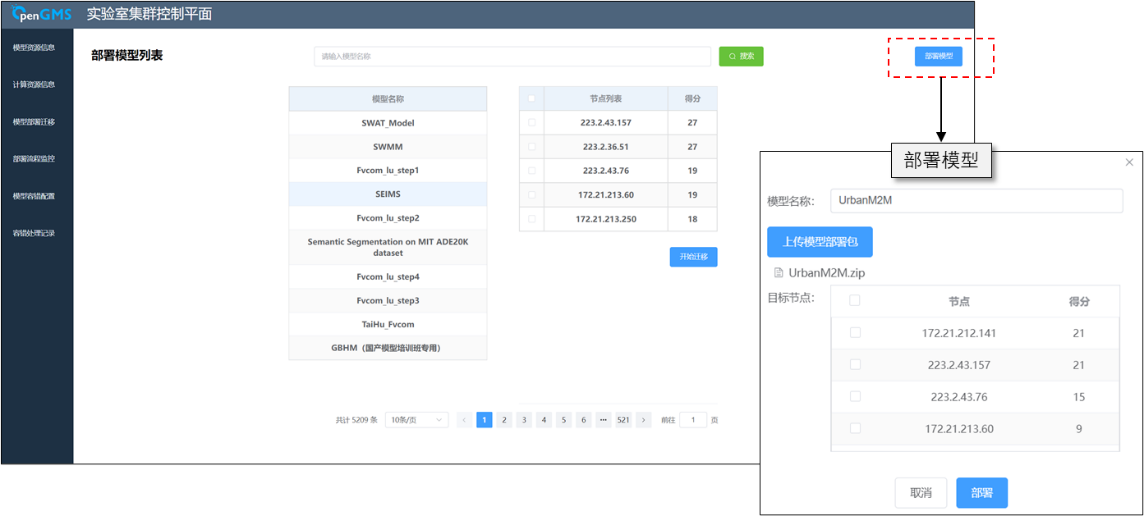 OpenGMS 实验室集群控制平面
模型资源信息
计算资源信息
模型部署迁移
部署流程监控
模型容错配置
容错处理记录
部署模型列表
请输入模型名称
搜索
部署模型
模型名称
SWAT_Model
SWMM
Fvcom_lu_step1
SEIMS
Fvcom_lu_step2
Semantic Segmentation on MIT ADE20K
dataset
Fvcom_lu_step4
Fvcom_lu_step3
TaiHu_Fvcom
GBHM（国产模型培训班专用）
节点列表 得分
223.2.43.157 27
223.2.36.51 27
223.2.43.76 19
172.21.213.60 19
172.21.213.250 18
开始迁移
共计 5209 条 10条/页 < 1 2 3 4 5 6 ••• 521 > 前往 1 页
部署模型
×
模型名称： UrbanM2M
上传模型部署包
UrbanM2M.zip
目标节点：
节点 得分
172.21.212.141 21
223.2.43.157 21
223.2.43.76 15
172.21.213.60 9
取消 部署